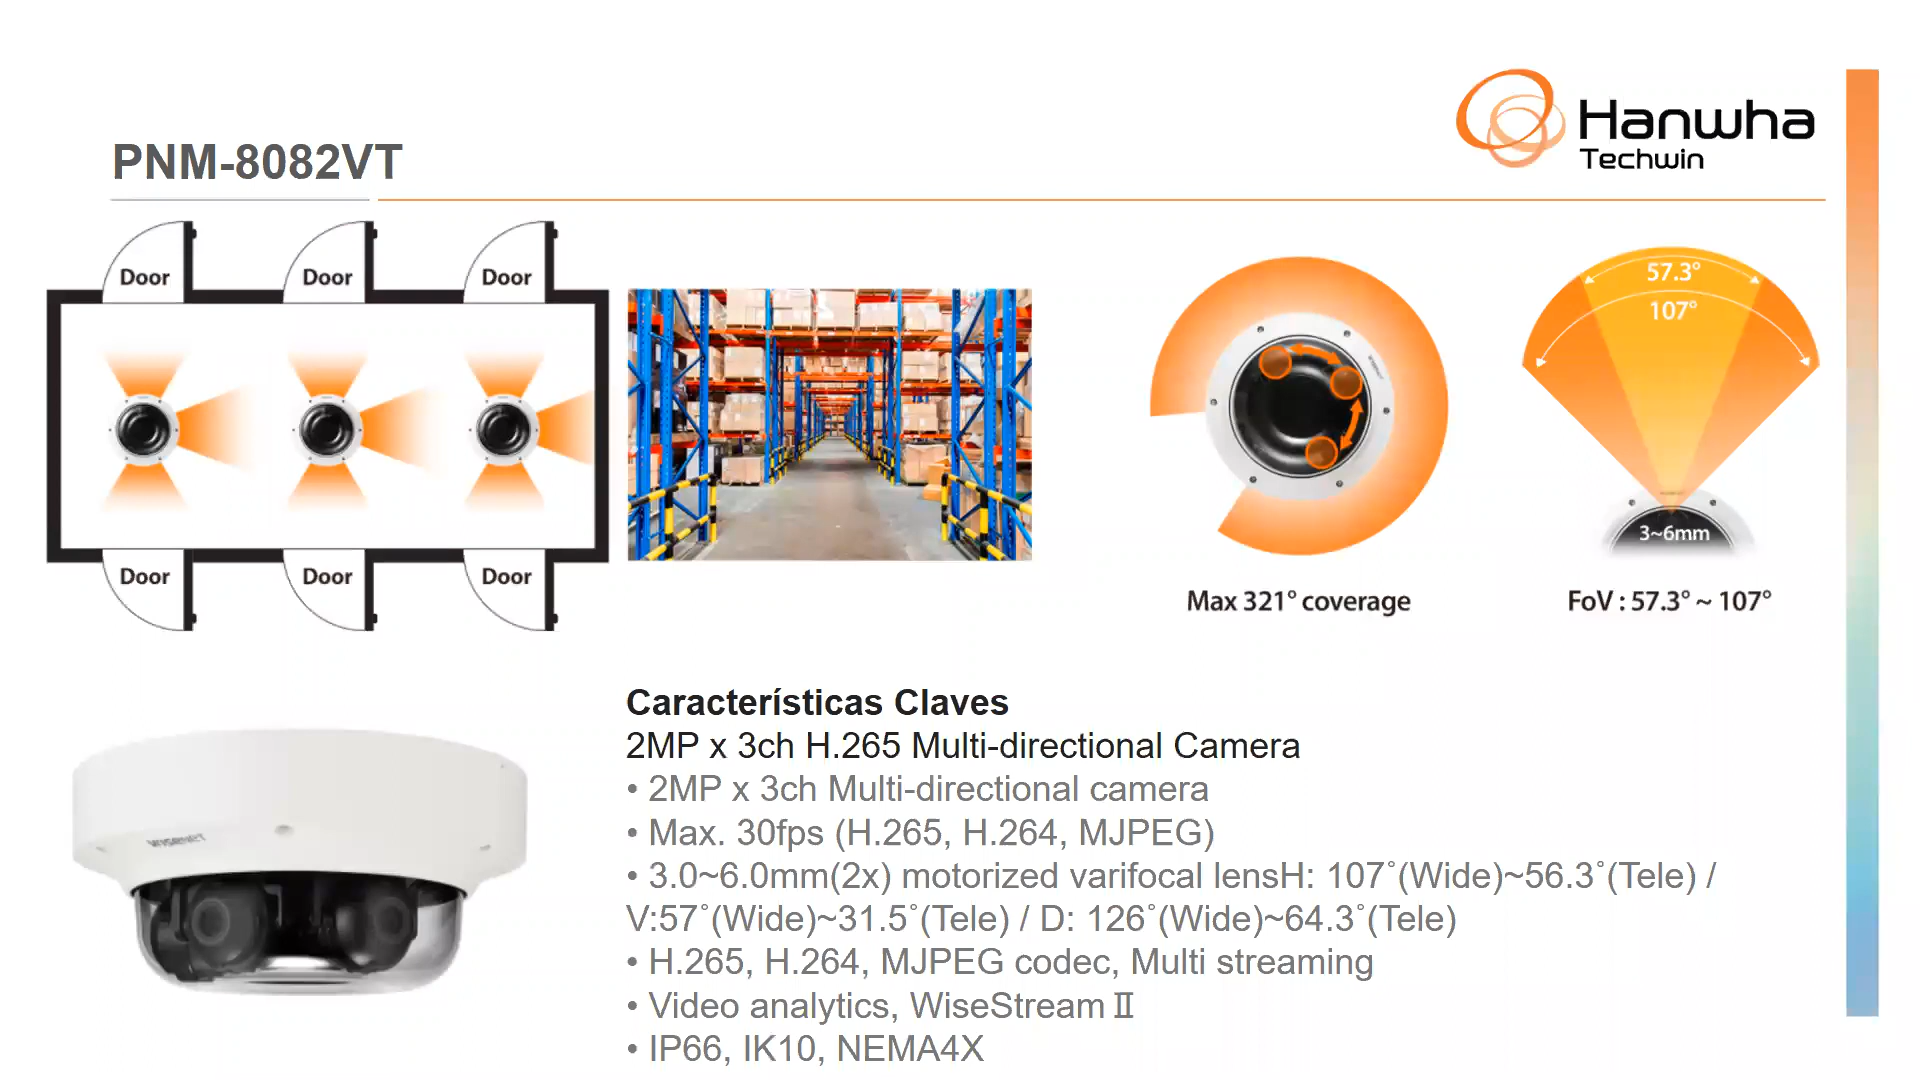 Hanwha
Techwin
PNM-8082VT
Door
Door
Door
Door
Door
Door
57.3°
107°
3~6mm
Max 321° coverage
FoV : 57.3° ~ 107°
WISENET
Características Claves
2MP x 3ch H.265 Multi-directional Camera
• 2MP x 3ch Multi-directional camera
• Max. 30fps (H.265, H.264, MJPEG)
• 3.0~6.0mm(2x) motorized varifocal lensH: 107˚(Wide)~56.3˚(Tele) /
V:57˚(Wide)~31.5˚(Tele) / D: 126˚(Wide)~64.3˚(Tele)
• H.265, H.264, MJPEG codec, Multi streaming
• Video analytics, WiseStream Ⅱ
• IP66, IK10, NEMA4X